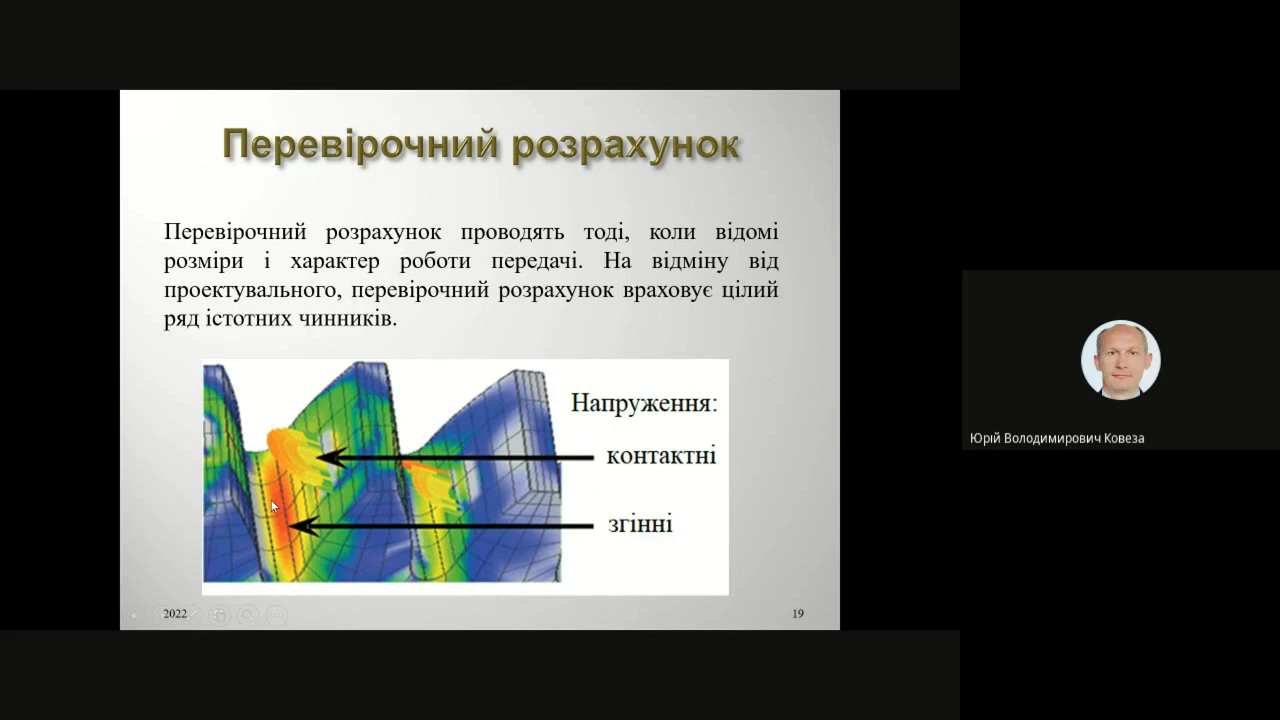 Перевірочний розрахунок
Перевірочний розрахунок проводять тоді, коли відомі
розміри і характер роботи передачі. На відміну від
проектувального, перевірочний розрахунок враховує цілий
ряд істотних чинників.
Напруження:
контактні
згінні
2022
19
Юрій Володимирович Ковеза